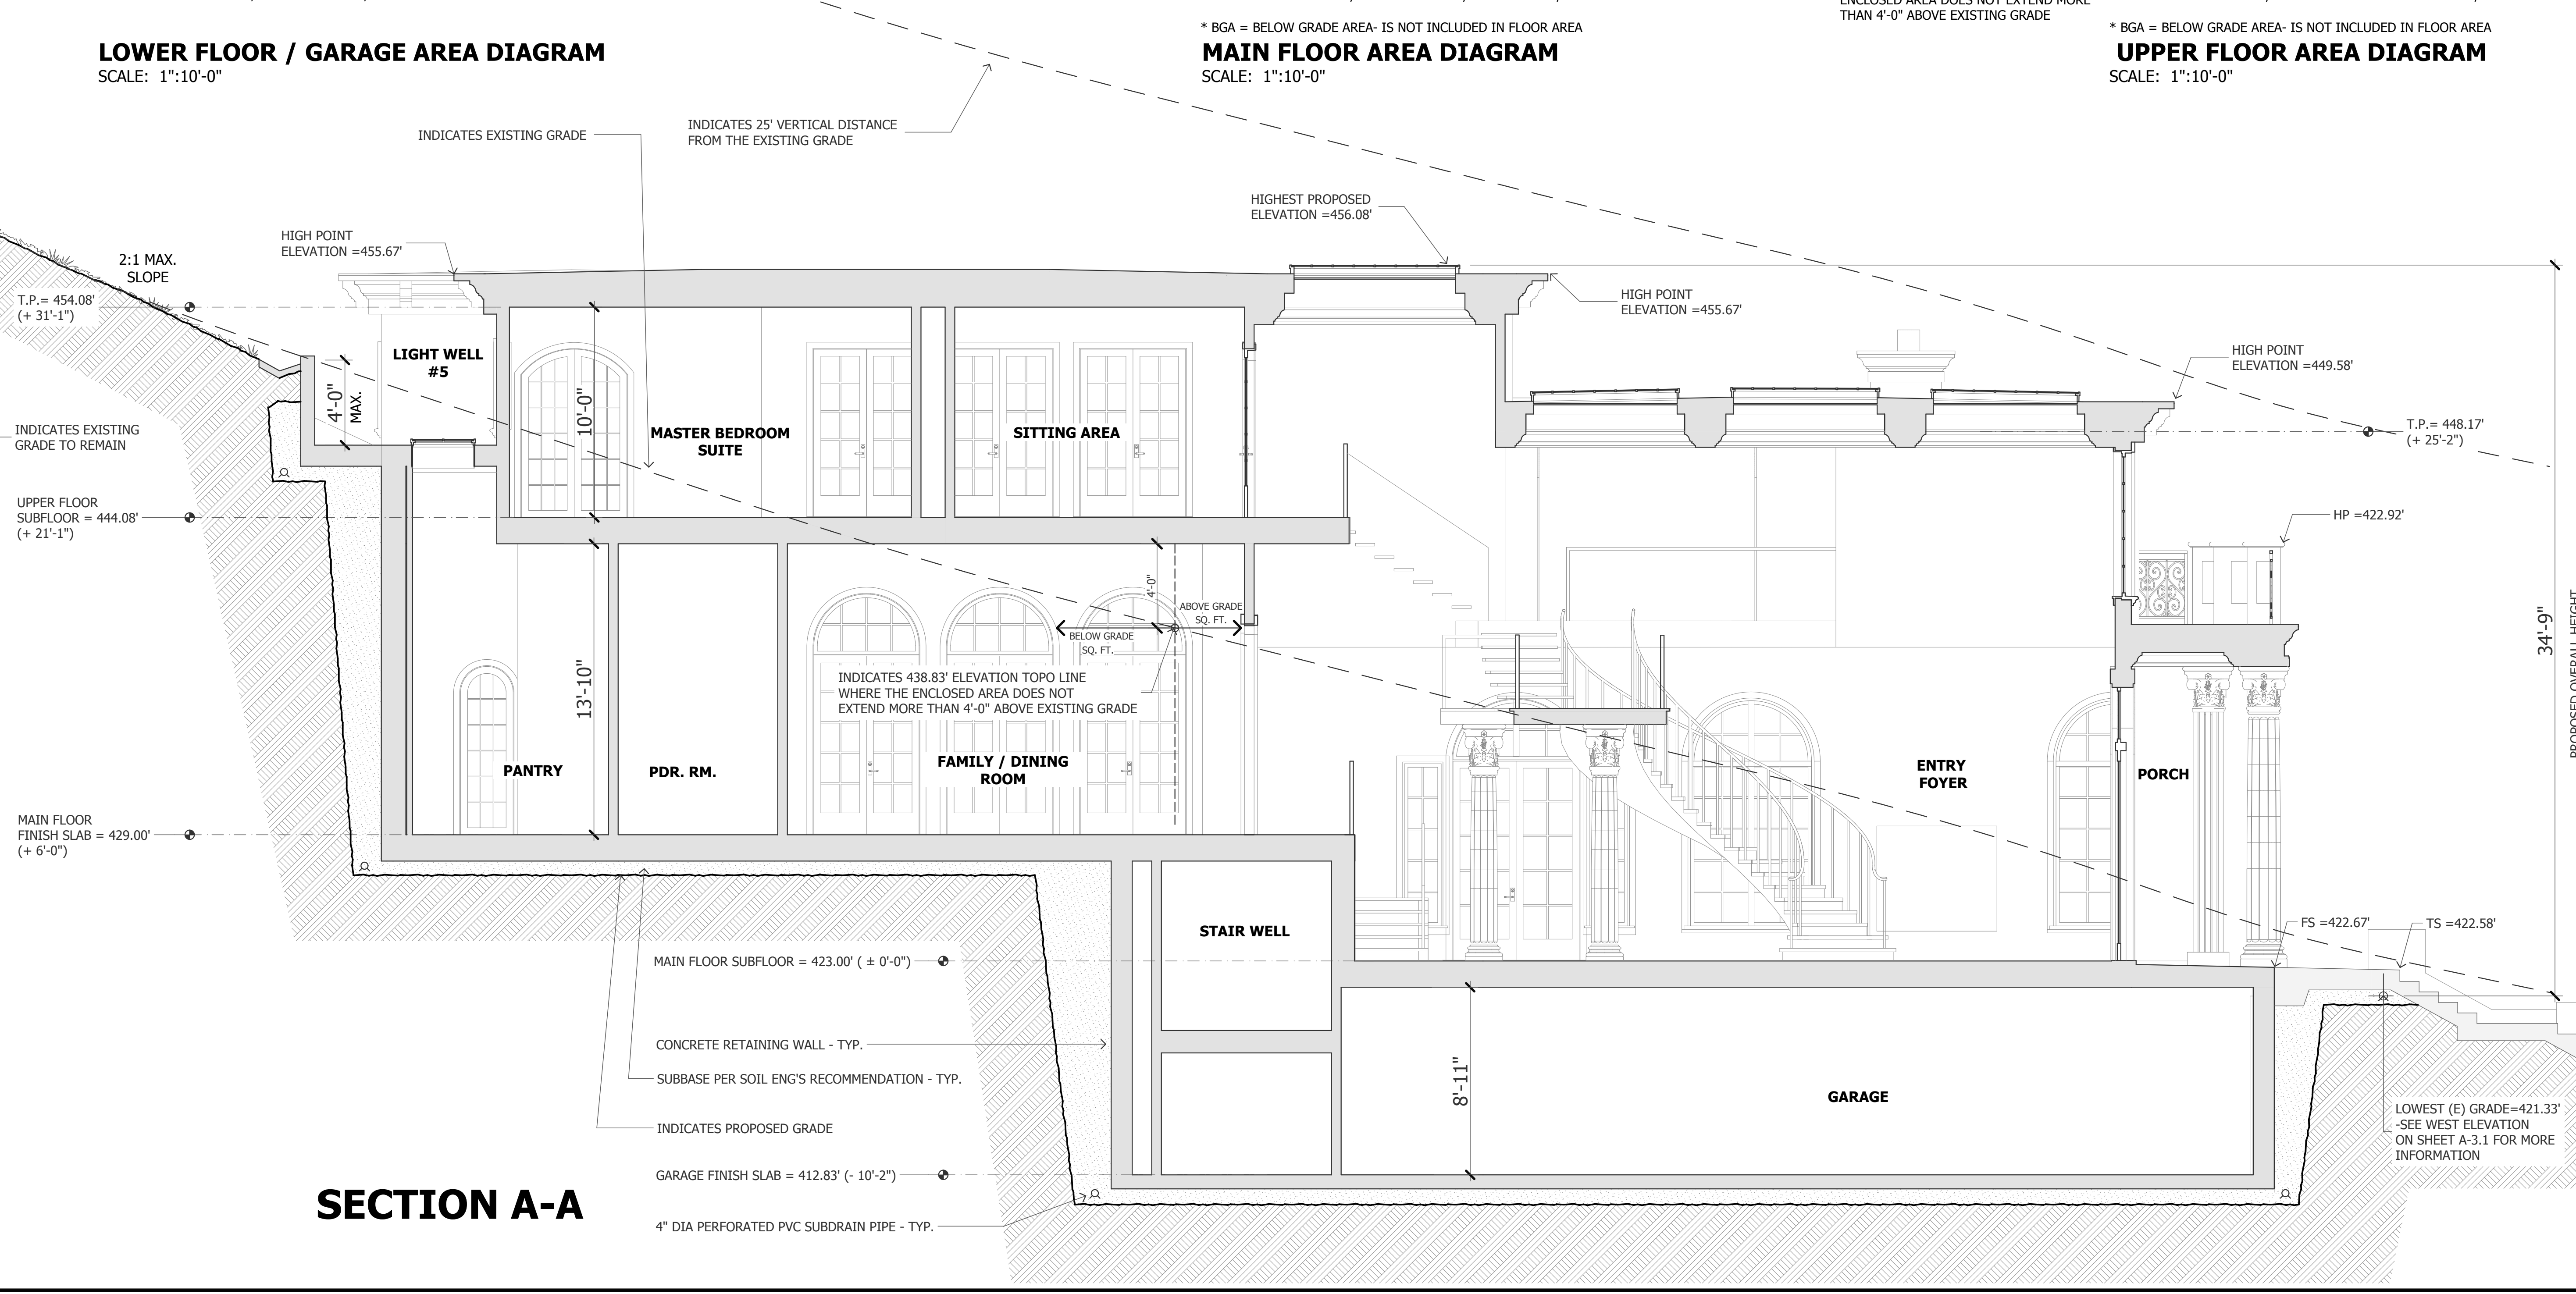 ENCLOSED AREA DOES NOT EXTEND MORE
THAN 4'-0" ABOVE EXISTING GRADE
* BGA = BELOW GRADE AREA- IS NOT INCLUDED IN FLOOR AREA
* BGA = BELOW GRADE AREA- IS NOT INCLUDED IN FLOOR AREA
LOWER FLOOR / GARAGE AREA DIAGRAM
SCALE: 1":10'-0"
MAIN FLOOR AREA DIAGRAM
SCALE: 1":10'-0"
UPPER FLOOR AREA DIAGRAM
SCALE: 1":10'-0"
INDICATES EXISTING GRADE
INDICATES 25' VERTICAL DISTANCE
FROM THE EXISTING GRADE
HIGHEST PROPOSED
ELEVATION =456.08'
HIGH POINT
ELEVATION =455.67'
2:1 MAX.
SLOPE
T.P.= 454.08'
(+ 31'-1")
HIGH POINT
ELEVATION =455.67'
HIGH POINT
ELEVATION =449.58'
LIGHT WELL
#5
4'-0"
MAX.
10'-0"
MASTER BEDROOM
SUITE
SITTING AREA
T.P.= 448.17'
(+ 25'-2")
INDICATES EXISTING
GRADE TO REMAIN
UPPER FLOOR
SUBFLOOR = 444.08'
(+ 21'-1")
HP =422.92'
4'-0"
ABOVE GRADE
SQ. FT.
BELOW GRADE
SQ. FT.
34'-9"
PROPOSED OVERALL HEIGHT
13'-10"
INDICATES 438.83' ELEVATION TOPO LINE
WHERE THE ENCLOSED AREA DOES NOT
EXTEND MORE THAN 4'-0" ABOVE EXISTING GRADE
PANTRY
PDR. RM.
FAMILY / DINING
ROOM
ENTRY
FOYER
PORCH
MAIN FLOOR
FINISH SLAB = 429.00'
(+ 6'-0")
STAIR WELL
FS =422.67'
TS =422.58'
MAIN FLOOR SUBFLOOR = 423.00' ( ± 0'-0")
CONCRETE RETAINING WALL - TYP.
SUBBASE PER SOIL ENG'S RECOMMENDATION - TYP.
8'-11"
GARAGE
INDICATES PROPOSED GRADE
LOWEST (E) GRADE=421.33'
-SEE WEST ELEVATION
ON SHEET A-3.1 FOR MORE
INFORMATION
GARAGE FINISH SLAB = 412.83' (- 10'-2")
SECTION A-A
4" DIA PERFORATED PVC SUBDRAIN PIPE - TYP.